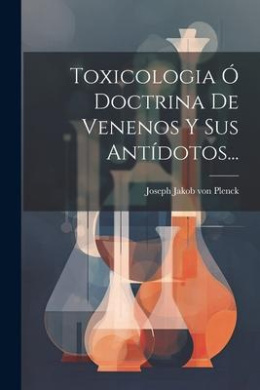 Toxicologia Ó
Doctrina De
Venenos Y Sus
Antídotos...
Joseph Jakob von Plenck